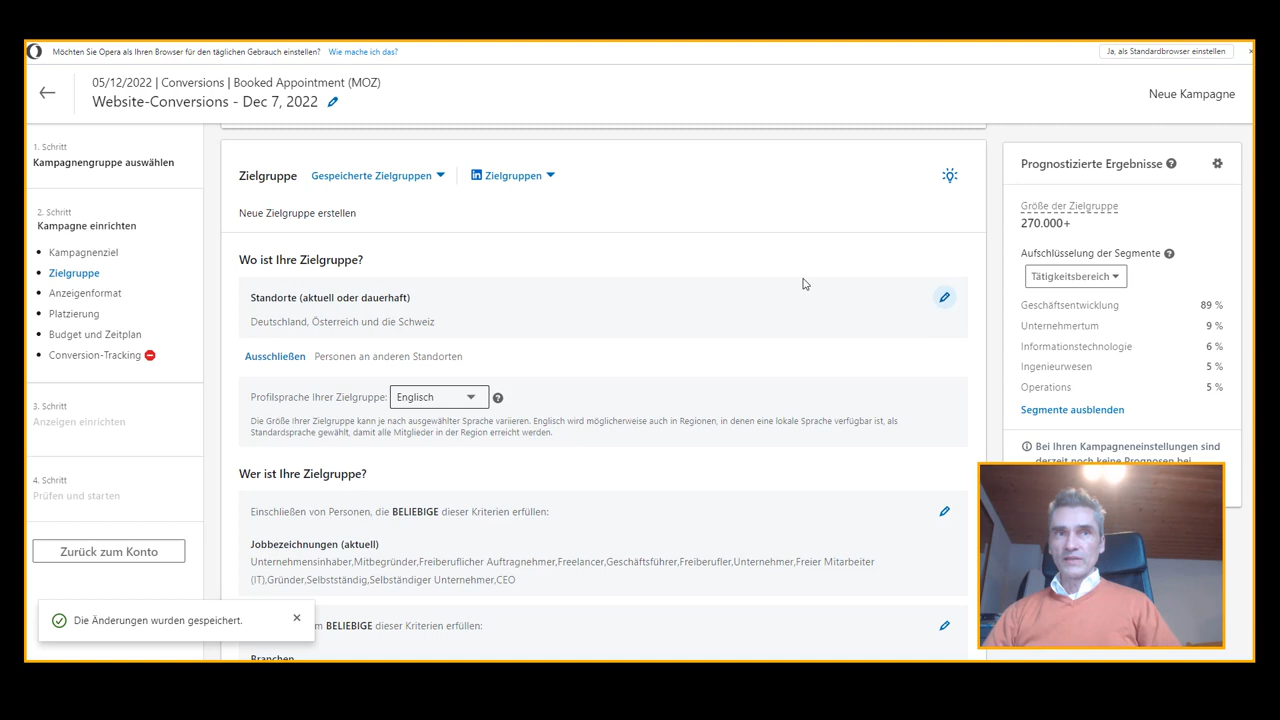 Möchten Sie Opera als Ihren Browser für den täglichen Gebrauch einstellen? Wie mache ich das?
Ja, als Standardbrowser einstellen
05/12/2022 | Conversions | Booked Appointment (MOZ)
Website-Conversions - Dec 7, 2022
Neue Kampagne
1. Schritt
Kampagnengruppe auswählen
2. Schritt
Kampagne einrichten
Kampagnenziel
Zielgruppe
Anzeigenformat
Platzierung
Budget und Zeitplan
Conversion-Tracking
3. Schritt
Anzeigen einrichten
4. Schritt
Prüfen und starten
Zurück zum Konto
Die Änderungen wurden gespeichert.
Zielgruppe Gespeicherte Zielgruppen in Zielgruppen
Neue Zielgruppe erstellen
Wo ist Ihre Zielgruppe?
Standorte (aktuell oder dauerhaft)
Deutschland, Österreich und die Schweiz
Ausschließen Personen an anderen Standorten
Profilsprache Ihrer Zielgruppe: Englisch
Die Größe Ihrer Zielgruppe kann je nach ausgewählter Sprache variieren. Englisch wird möglicherweise auch in Regionen, in denen eine lokale Sprache verfügbar ist, als
Standardsprache gewählt, damit alle Mitglieder in der Region erreicht werden.
Wer ist Ihre Zielgruppe?
Einschließen von Personen, die BELIEBIGE dieser Kriterien erfüllen:
Jobbezeichnungen (aktuell)
Unternehmensinhaber,Mitbegründer,Freiberuflicher Auftragnehmer,Freelancer,Geschäftsführer,Freiberufler,Unternehmer,Freier Mitarbeiter
(IT),Gründer,Selbstständig,Selbständiger Unternehmer,CEO
BELIEBIGE dieser Kriterien erfüllen:
Branchen
Prognostizierte Ergebnisse
Größe der Zielgruppe
270.000+
Aufschlüsselung der Segmente
Tätigkeitsbereich
Geschäftsentwicklung 89 %
Unternehmertum 9 %
Informationstechnologie 6 %
Ingenieurwesen 5 %
Operations 5 %
Segmente ausblenden
Bei Ihren Kampagneneinstellungen sind
derzeit noch keine Prognosen bei